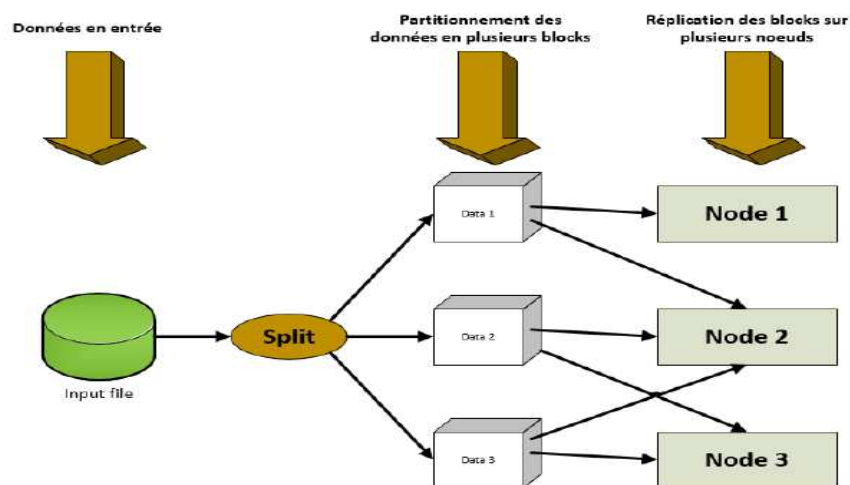 Données en entrée
Partitionnement des
données en plusieurs blocks
Réplication des blocks sur
plusieurs noeuds
Data 1
Node 1
Input file
Split
Data 2
Node 2
Data 3
Node 3